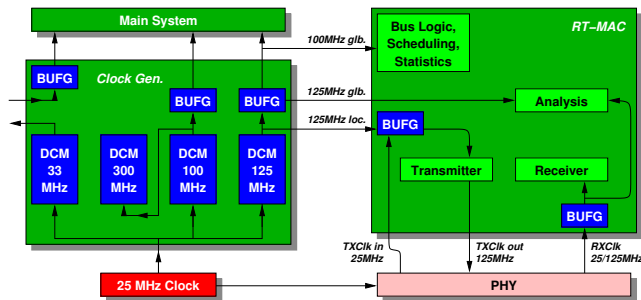 Main System
100MHz glb.
Bus Logic,
Scheduling,
Statistics
RT-MAC
BUFG
Clock Gen.
BUFG
BUFG
125MHz glb.
Analysis
125MHz loc.
BUFG
DCM
33
MHz
DCM
300
MHz
DCM
100
MHz
DCM
125
MHz
Transmitter
Receiver
BUFG
TXClk in
25MHz
TXClk out
125MHz
RXClk
25/125MHz
25 MHz Clock
PHY